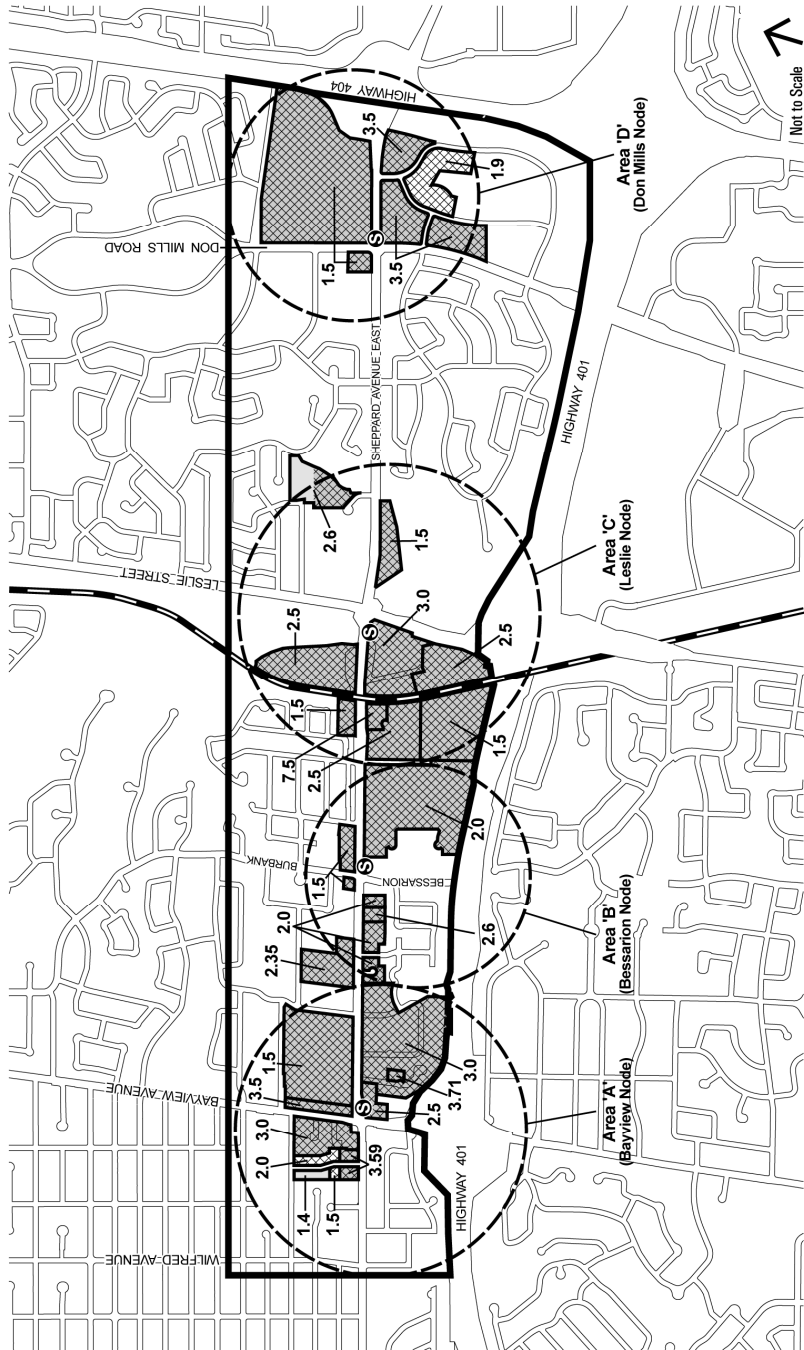 WILFRED AVENUE
BAYVIEW AVENUE
1.4
2.0
3.0
3.5
1.5
1.5
3.59
S
2.5
3.71
3.0
HIGHWAY 401
Area 'A'
(Bayview Node)
2.35
2.0
2.6
1.5
BURBANK
S
BESSARION
2.0
Area 'B'
(Bessarion Node)
LESLIE STREET
2.5
1.5
7.5
2.5
1.5
S
3.0
2.5
2.6
1.5
Area 'C'
(Leslie Node)
SHEPPARD AVENUE EAST
HIGHWAY 401
DON MILLS ROAD
HIGHWAY 404
1.5
S
3.5
3.5
1.9
Area 'D'
(Don Mills Node)
Not to Scale